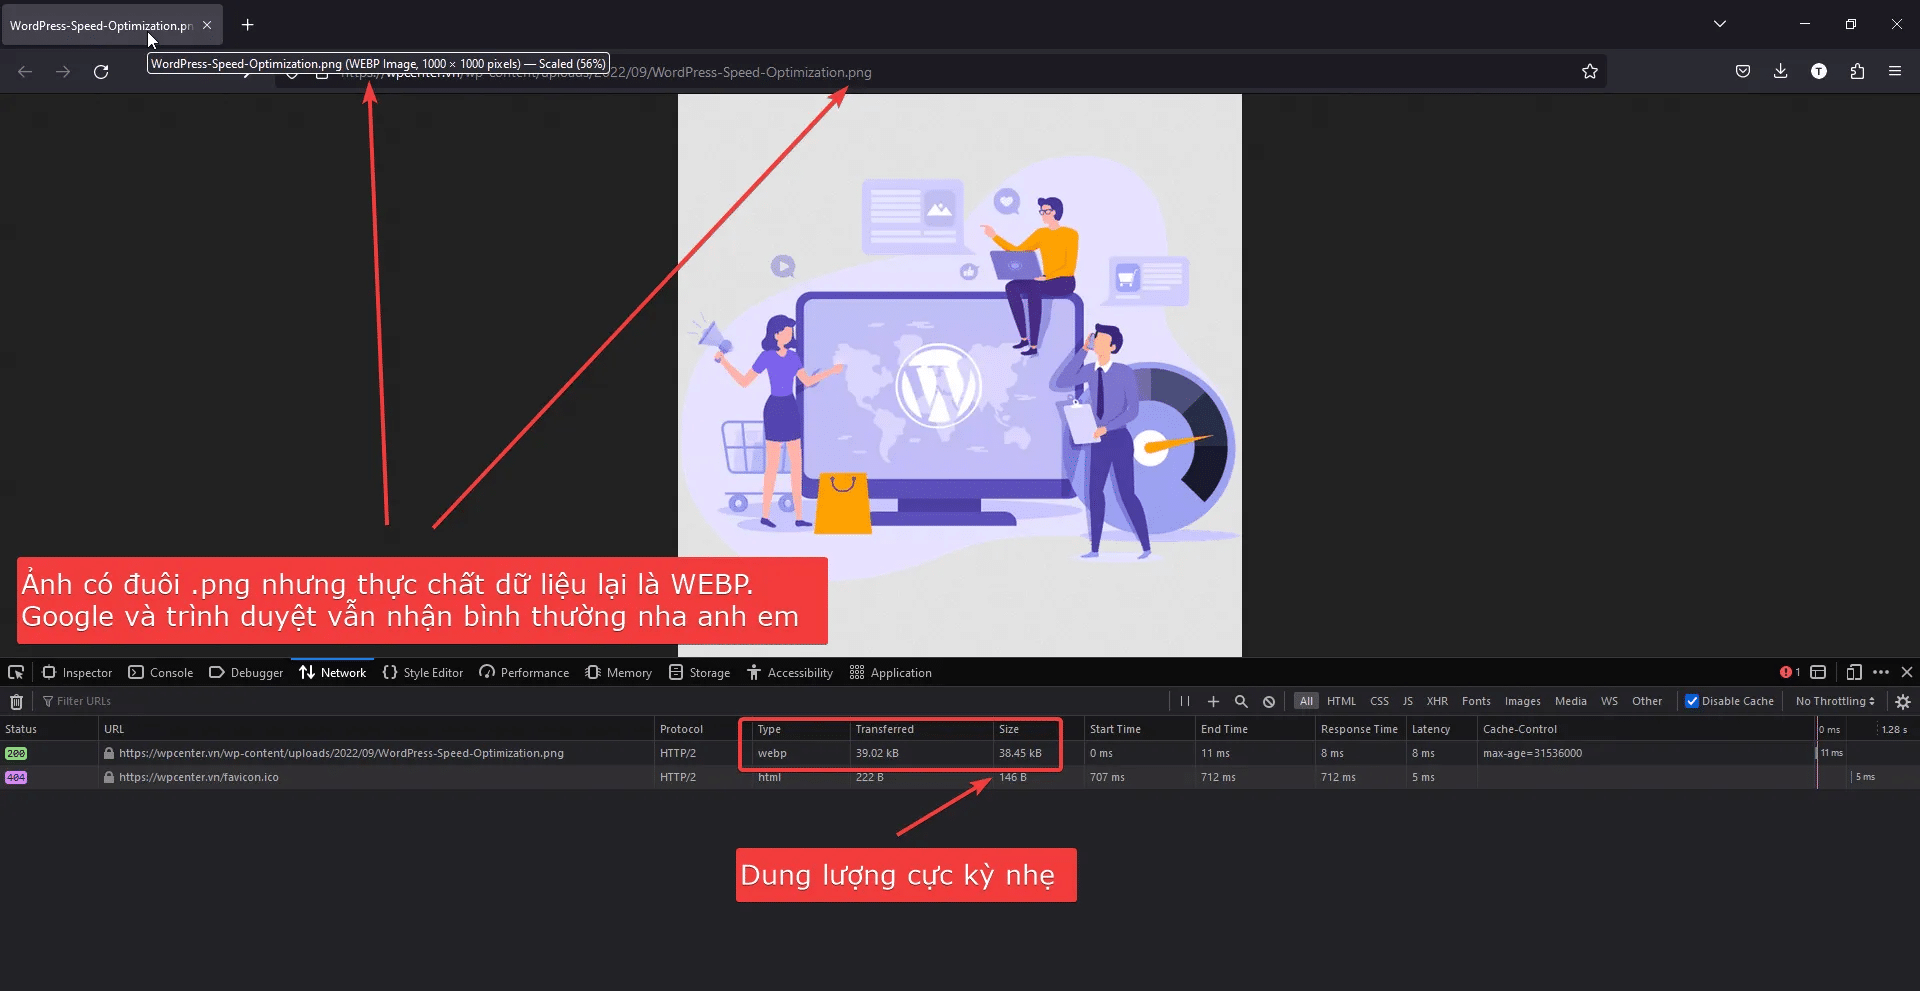 WordPress-Speed-Optimization.pn
WordPress-Speed-Optimization.png (WEBP Image, 1000 × 1000 pixels) — Scaled (56%)
https://wpcenter.vn/wp-content/uploads/2022/09/WordPress-Speed-Optimization.png
T
W
Ảnh có đuôi .png nhưng thực chất dữ liệu lại là WEBP.
Google và trình duyệt vẫn nhận bình thường nha anh em
Inspector Console Debugger Network Style Editor Performance Memory Storage Accessibility Application 1
Filter URLs All HTML CSS JS XHR Fonts Images Media WS Other Disable Cache No Throttling
Status URL Protocol Type Transferred Size Start Time End Time Response Time Latency Cache-Control 0 ms 1.28 s
200 https://wpcenter.vn/wp-content/uploads/2022/09/WordPress-Speed-Optimization.png HTTP/2 webp 39.02 kB 38.45 kB 0 ms 11 ms 8 ms 8 ms max-age=31536000 11 ms
404 https://wpcenter.vn/favicon.ico HTTP/2 html 222 B 146 B 707 ms 712 ms 712 ms 5 ms 5 ms
Dung lượng cực kỳ nhẹ